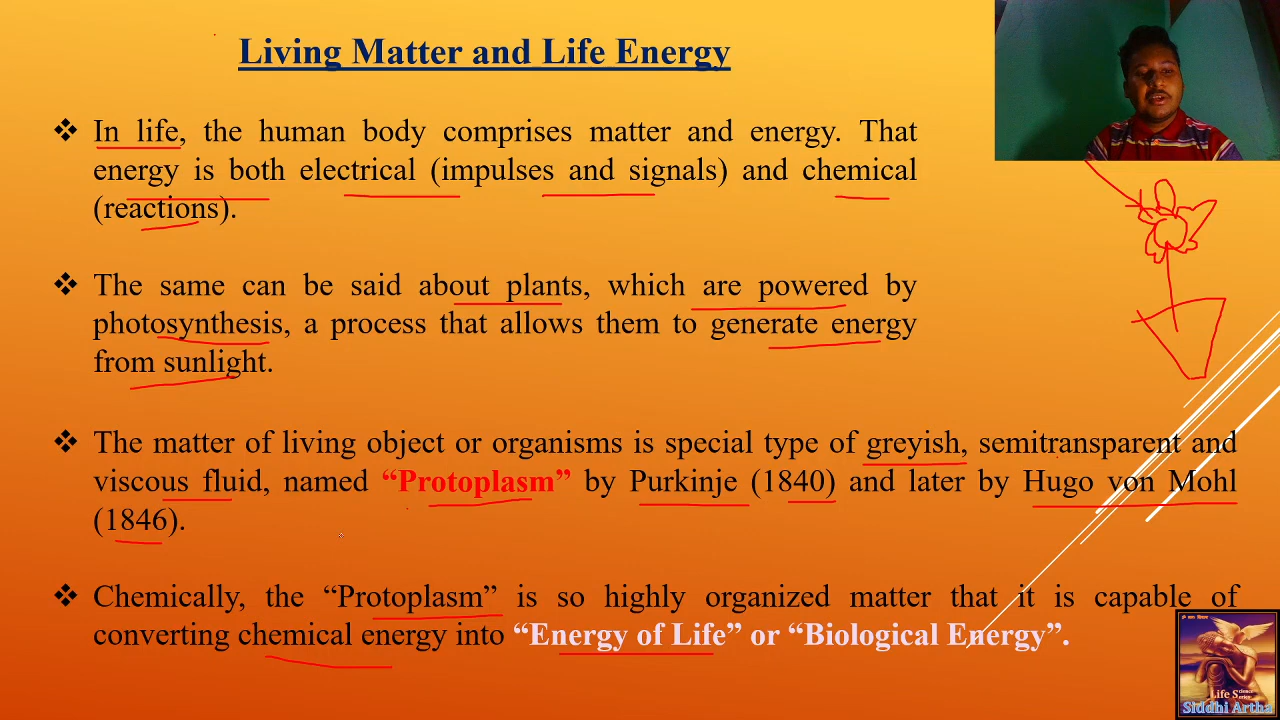 Living Matter and Life Energy
❖ In life, the human body comprises matter and energy. That
energy is both electrical (impulses and signals) and chemical
(reactions).
❖ The same can be said about plants, which are powered by
photosynthesis, a process that allows them to generate energy
from sunlight.
❖ The matter of living object or organisms is special type of greyish, semitransparent and
viscous fluid, named “Protoplasm” by Purkinje (1840) and later by Hugo von Mohl
(1846).
❖ Chemically, the “Protoplasm” is so highly organized matter that it is capable of
converting chemical energy into “Energy of Life” or “Biological Energy”.
Life Science
Series
Siddhi Artha